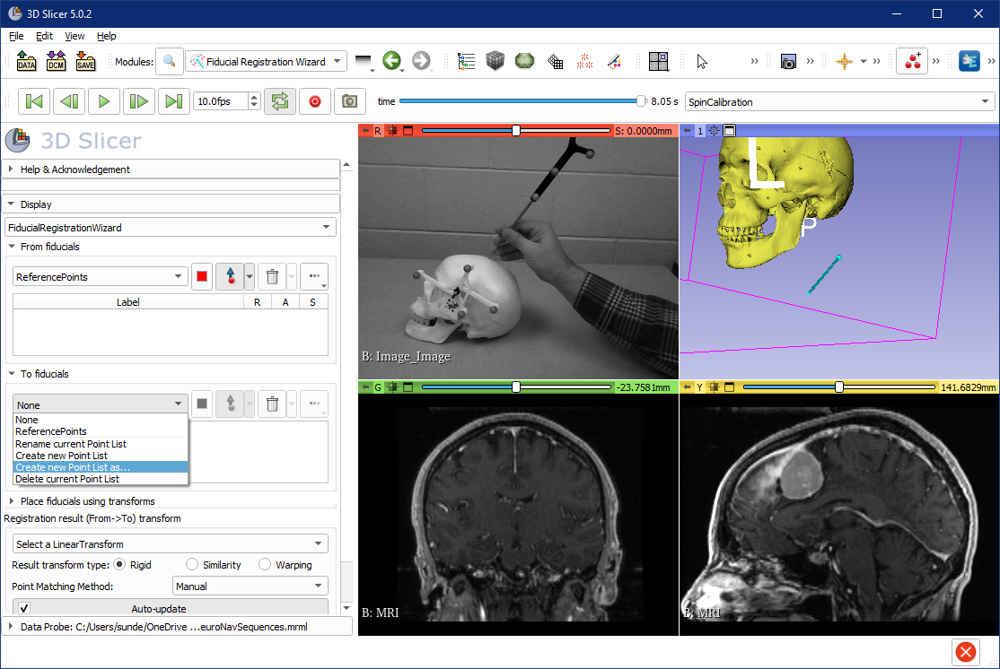 3D Slicer 5.0.2
File Edit View Help
DATA DCM SAVE Modules: Fiducial Registration Wizard
10.0fps time 8.05 s SpinCalibration
3D Slicer
Help & Acknowledgement
Display
FiducialRegistrationWizard
From fiducials
ReferencePoints
Label R A S
To fiducials
None
None
ReferencePoints
Rename current Point List
Create new Point List
Create new Point List as...
Delete current Point List
Place fiducials using transforms
Registration result (From->To) transform
Select a LinearTransform
Result transform type: Rigid Similarity Warping
Point Matching Method: Manual
Auto-update
Data Probe: C:/Users/sunde/OneDrive ...euroNavSequences.mrml
R S: 0.0000mm
B: Image_Image
1
L
P
G -23.7581mm
B: MRI
Y 141.6829mm
B: MRI